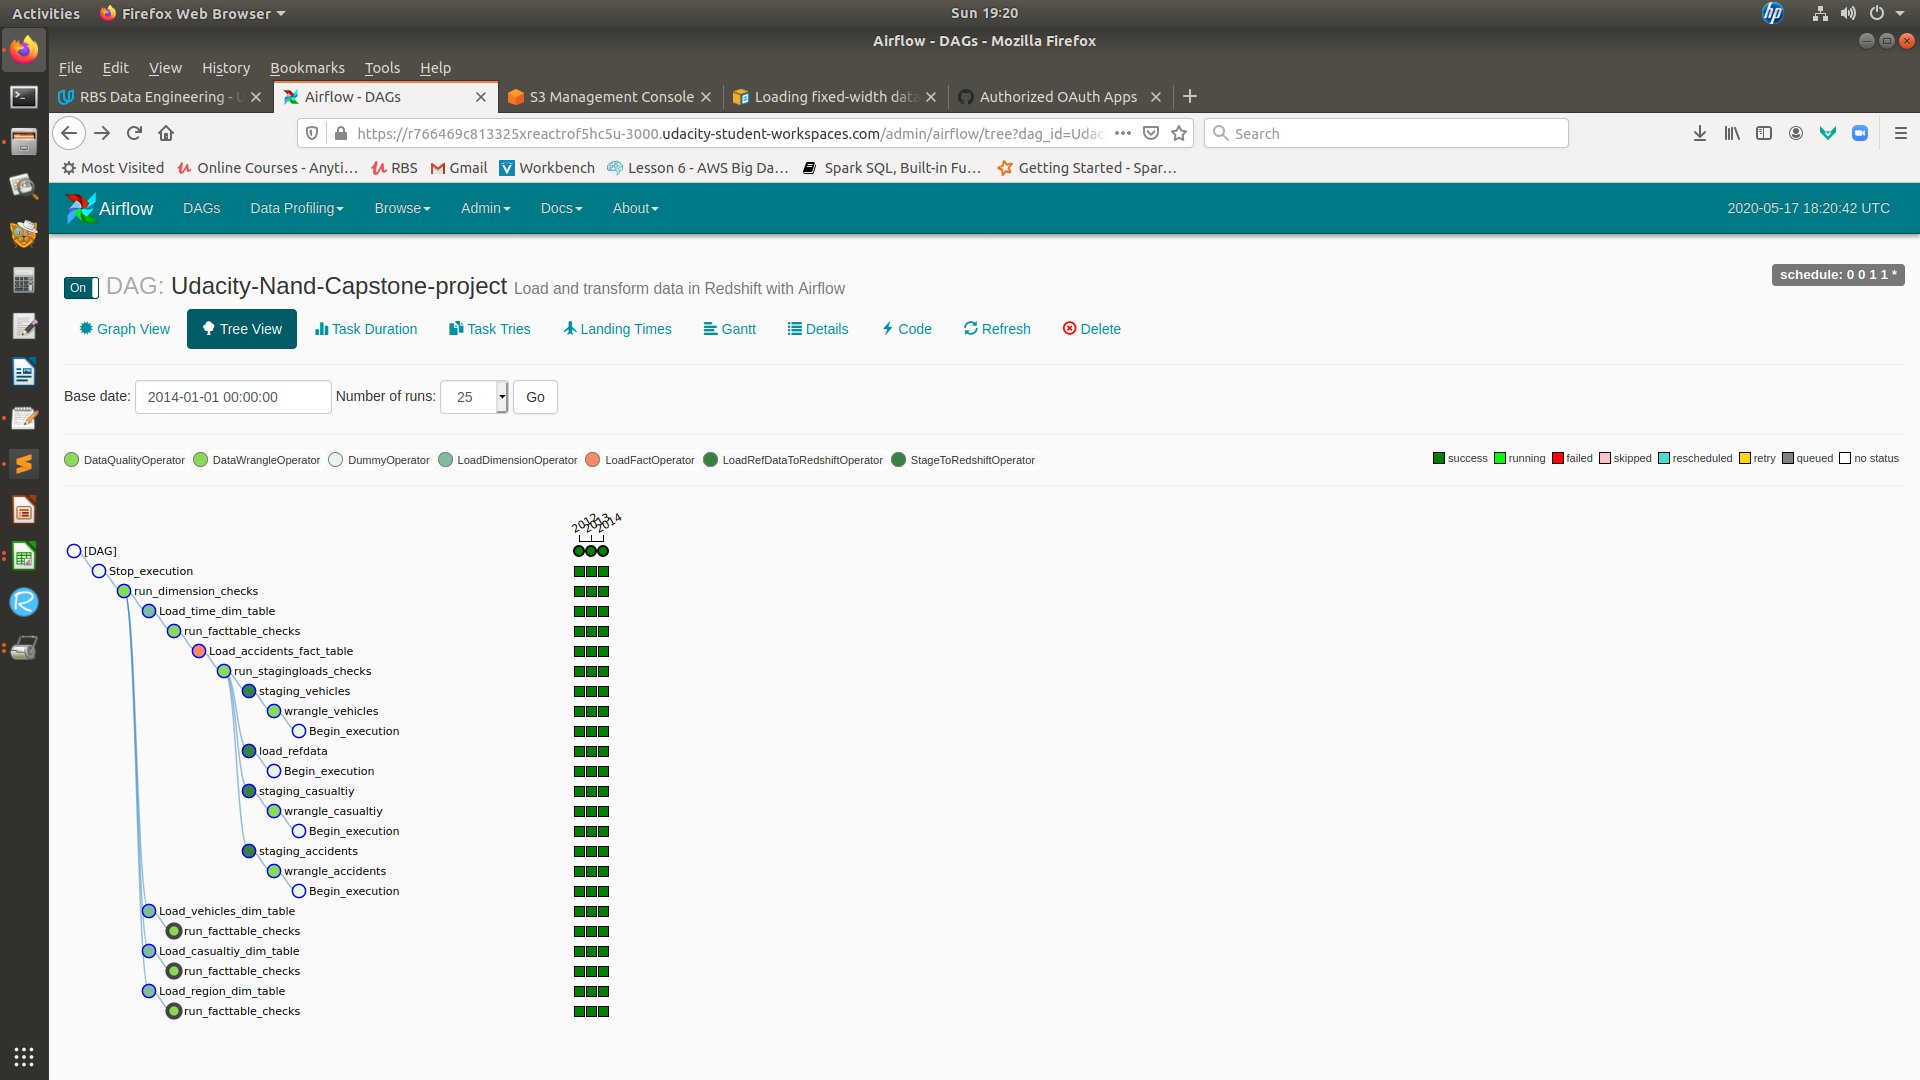 Activities Firefox Web Browser Sun 19:20
Airflow - DAGs - Mozilla Firefox
File Edit View History Bookmarks Tools Help
RBS Data Engineering - U Airflow - DAGs S3 Management Console Loading fixed-width data Authorized OAuth Apps
https://r766469c813325xreactrof5hc5u-3000.udacity-student-workspaces.com/admin/airflow/tree?dag_id=Udac Search
Most Visited Online Courses - Anyti… RBS Gmail Workbench Lesson 6 - AWS Big Da… Spark SQL, Built-in Fu… Getting Started - Spar…
Airflow DAGs Data Profiling Browse Admin Docs About 2020-05-17 18:20:42 UTC
schedule: 0 0 1 1 *
On DAG: Udacity-Nand-Capstone-project Load and transform data in Redshift with Airflow
Graph View Tree View Task Duration Task Tries Landing Times Gantt Details Code Refresh Delete
Base date: 2014-01-01 00:00:00 Number of runs: 25 Go
DataQualityOperator DataWrangleOperator DummyOperator LoadDimensionOperator LoadFactOperator LoadRefDataToRedshiftOperator StageToRedshiftOperator success running failed skipped rescheduled retry queued no status
2012 2013 2014
[DAG]
Stop_execution
run_dimension_checks
Load_time_dim_table
run_facttable_checks
Load_accidents_fact_table
run_stagingloads_checks
staging_vehicles
wrangle_vehicles
Begin_execution
load_refdata
Begin_execution
staging_casualtiy
wrangle_casualtiy
Begin_execution
staging_accidents
wrangle_accidents
Begin_execution
Load_vehicles_dim_table
run_facttable_checks
Load_casualtiy_dim_table
run_facttable_checks
Load_region_dim_table
run_facttable_checks